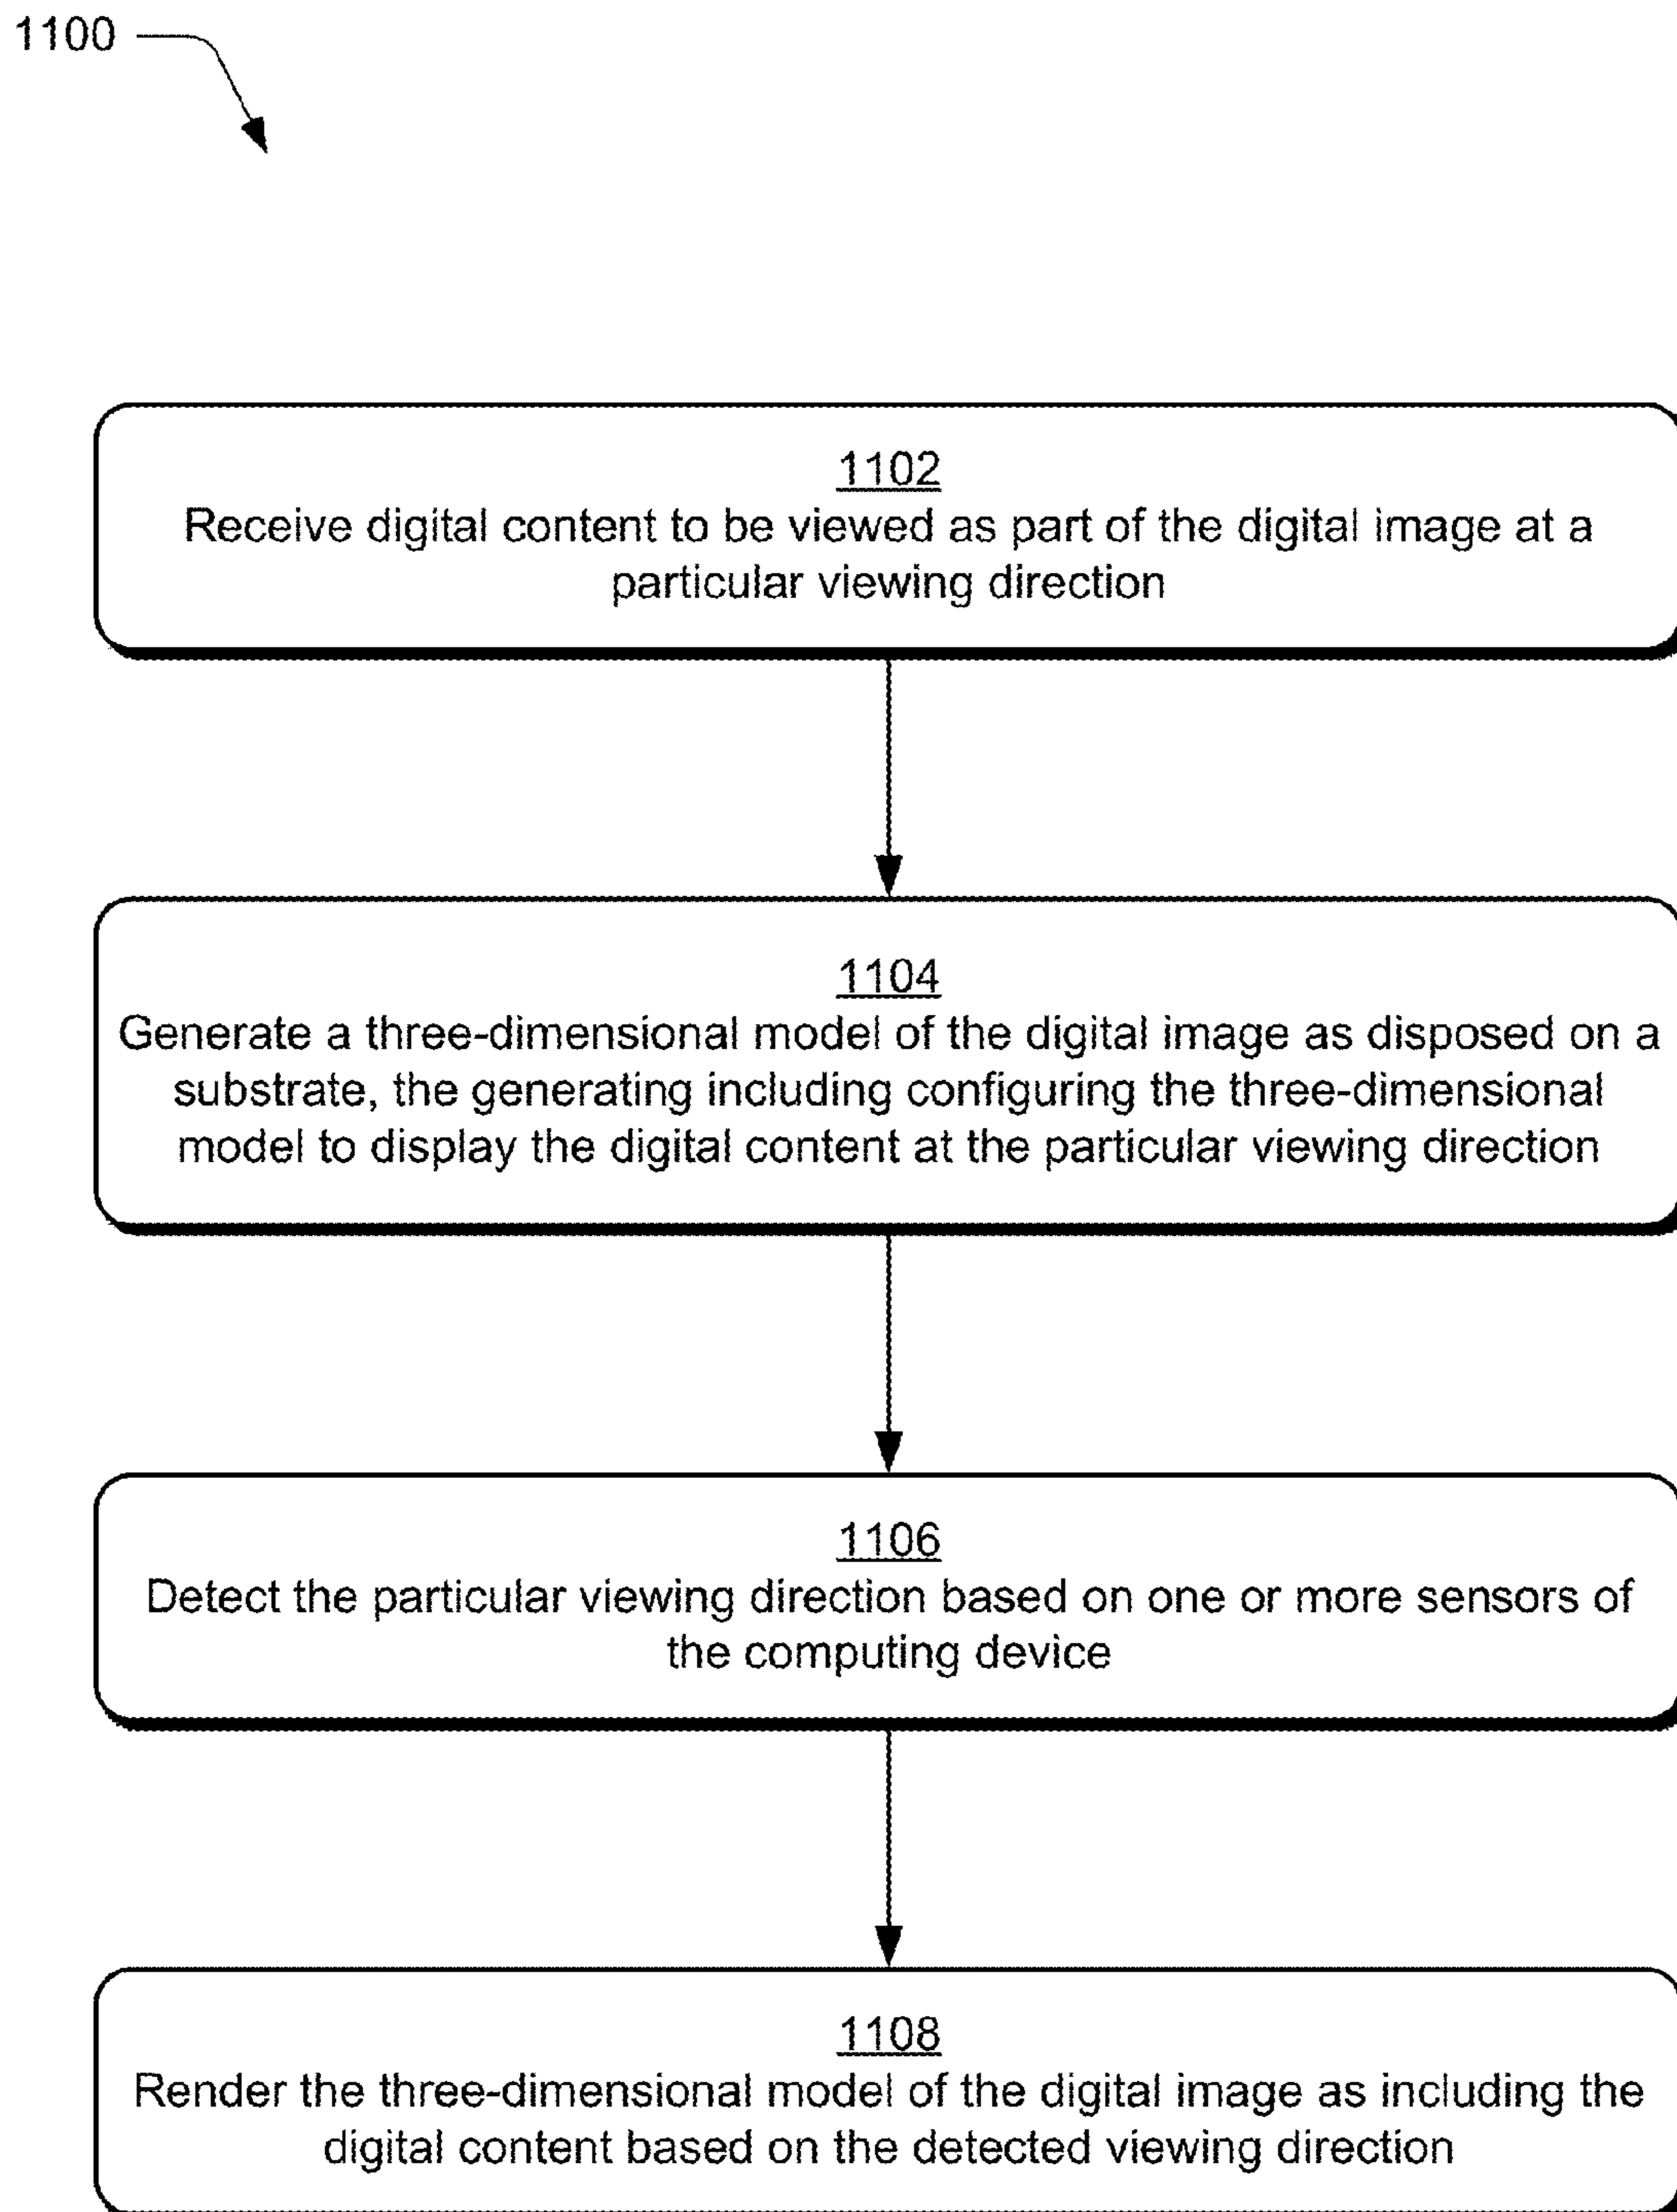 1100
1102
Receive digital content to be viewed as part of the digital image at a
particular viewing direction
1104
Generate a three-dimensional model of the digital image as disposed on a
substrate, the generating including configuring the three-dimensional
model to display the digital content at the particular viewing direction
1106
Detect the particular viewing direction based on one or more sensors of
the computing device
1108
Render the three-dimensional model of the digital image as including the
digital content based on the detected viewing direction